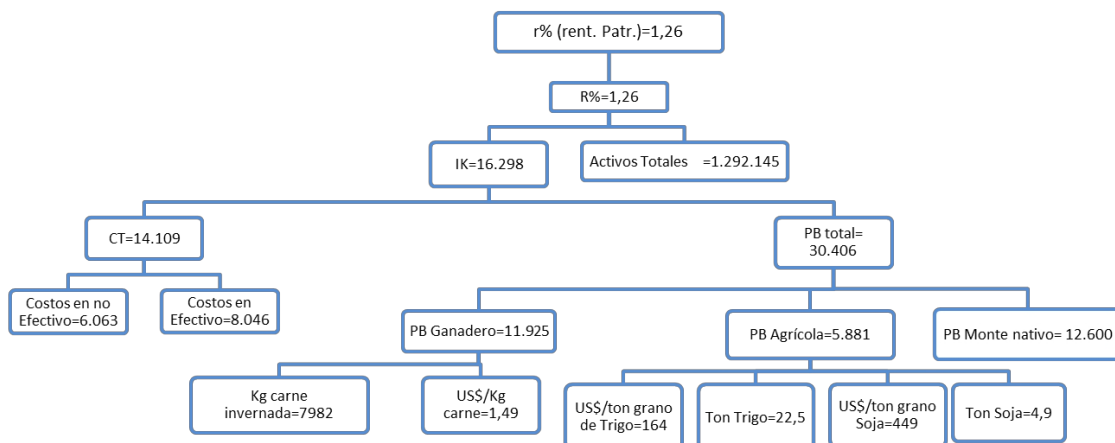 r% (rent. Patr.)=1,26
R%=1,26
IK=16.298
Activos Totales =1.292.145
CT=14.109
PB total=
30.406
Costos en no
Efectivo=6.063
Costos en
Efectivo=8.046
PB Ganadero=11.925
PB Agrícola=5.881
PB Monte nativo= 12.600
Kg carne
invernada=7982
US$/Kg
carne=1,49
US$/ton grano
de Trigo=164
Ton Trigo=22,5
US$/ton grano
Soja=449
Ton Soja=4,9